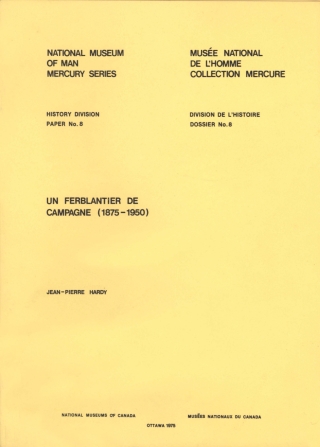 NATIONAL MUSEUM
OF MAN
MERCURY SERIES
MUSÉE NATIONAL
DE L'HOMME
COLLECTION MERCURE
HISTORY DIVISION
PAPER No. 8
DIVISION DE L'HISTOIRE
DOSSIER No. 8
UN FERBLANTIER DE
CAMPAGNE (1875-1950)
JEAN-PIERRE HARDY
NATIONAL MUSEUMS OF CANADA
MUSÉES NATIONAUX DU CANADA
OTTAWA 1975